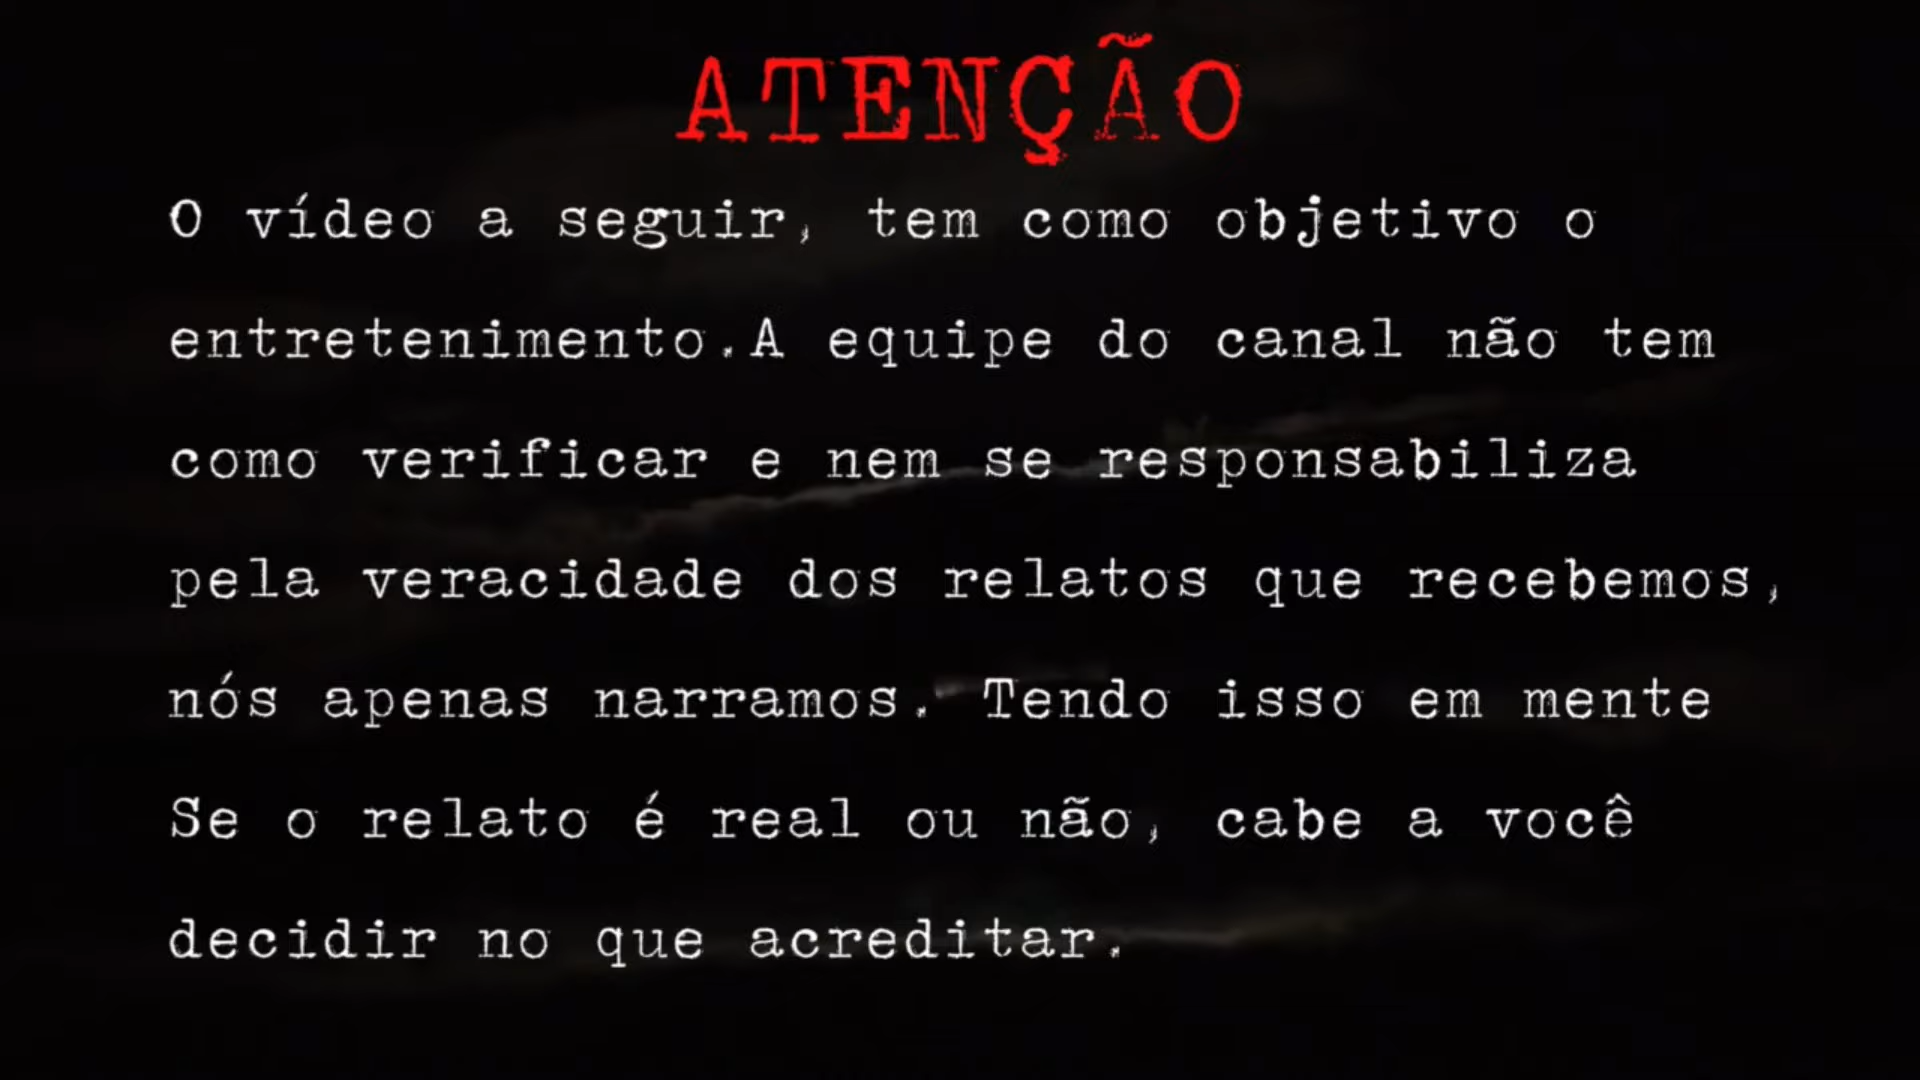 ATENÇÃO
O vídeo a seguir, tem como objetivo o
entretenimento.A equipe do canal não tem
como verificar e nem se responsabiliza
pela veracidade dos relatos que recebemos,
nós apenas narramos. Tendo isso em mente
Se o relato é real ou não, cabe a você
decidir no que acreditar.